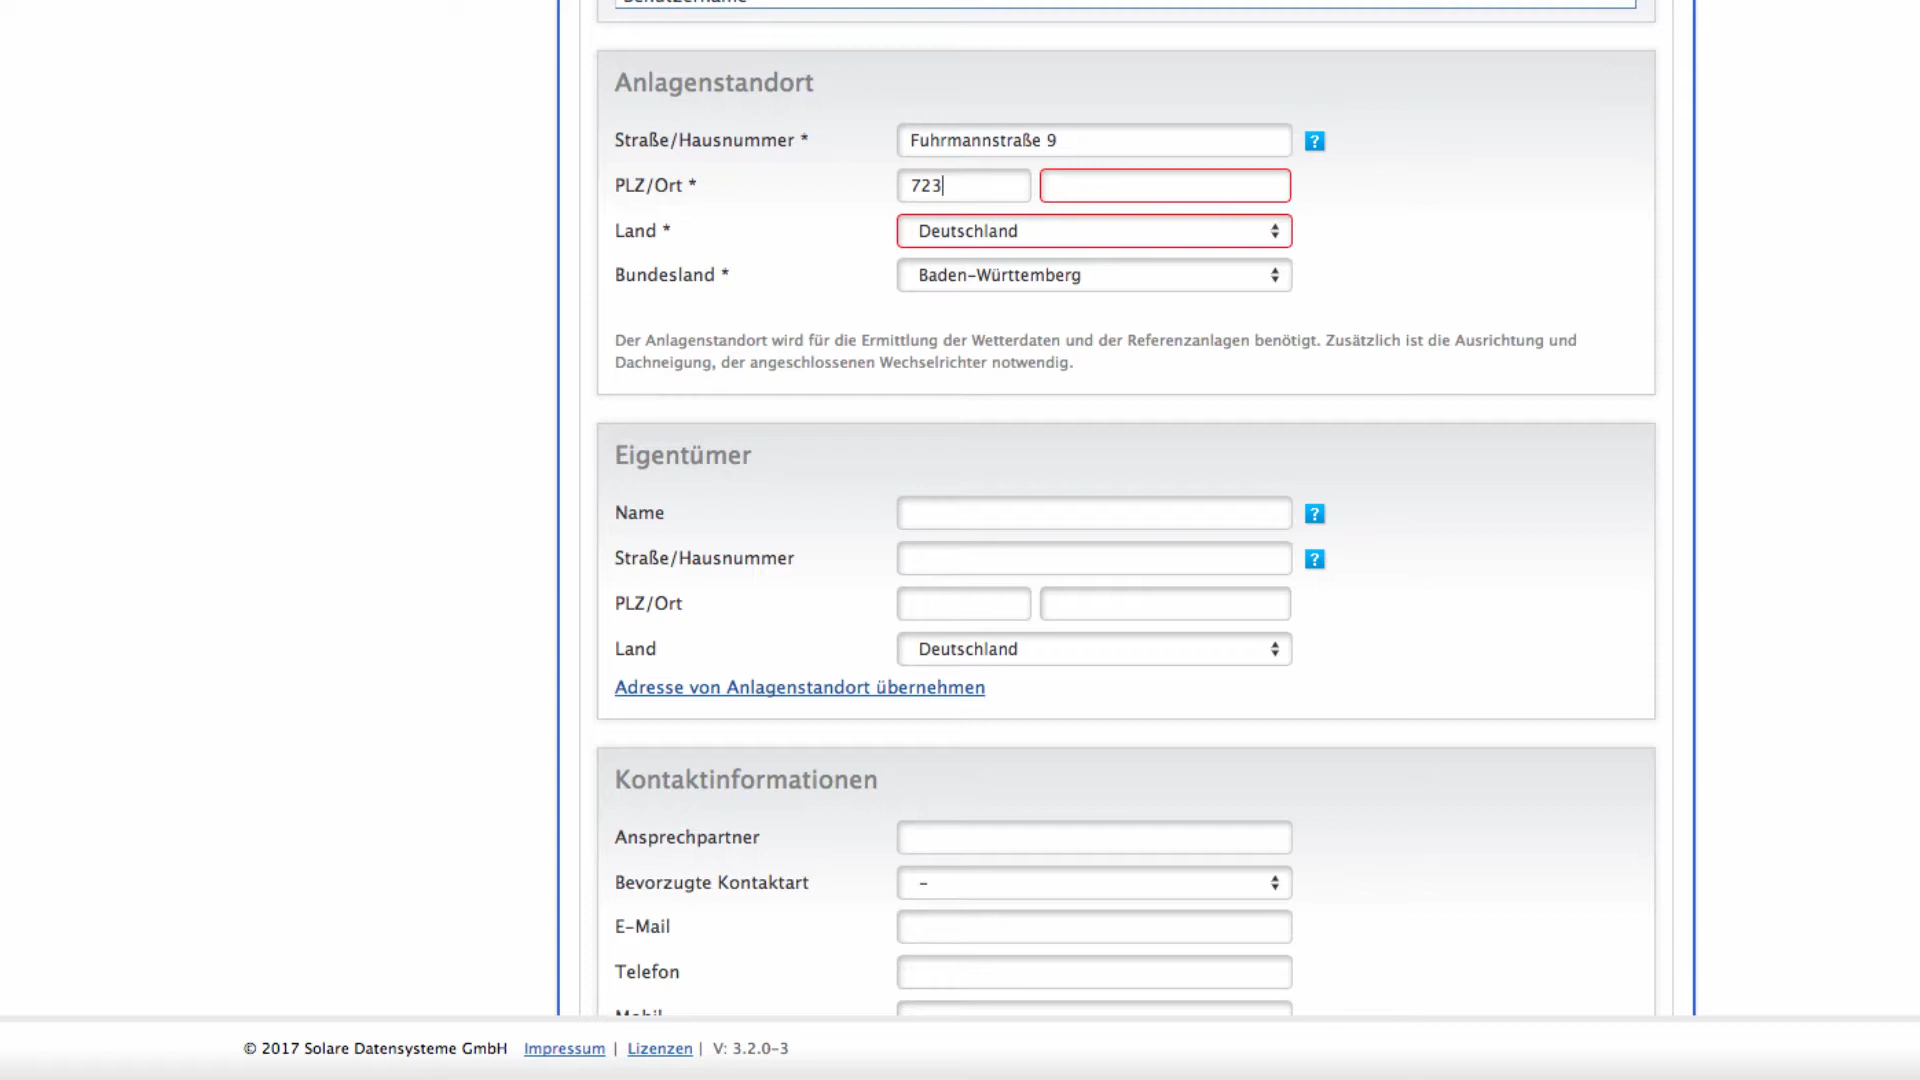 Benutzername
Anlagenstandort
Straße/Hausnummer * Fuhrmannstraße 9 ?
PLZ/Ort * 723
Land * Deutschland
Bundesland * Baden-Württemberg
Der Anlagenstandort wird für die Ermittlung der Wetterdaten und der Referenzanlagen benötigt. Zusätzlich ist die Ausrichtung und
Dachneigung, der angeschlossenen Wechselrichter notwendig.
Eigentümer
Name ?
Straße/Hausnummer ?
PLZ/Ort
Land Deutschland
Adresse von Anlagenstandort übernehmen
Kontaktinformationen
Ansprechpartner
Bevorzugte Kontaktart -
E-Mail
Telefon
Mobil
© 2017 Solare Datensysteme GmbH Impressum | Lizenzen | V: 3.2.0-3